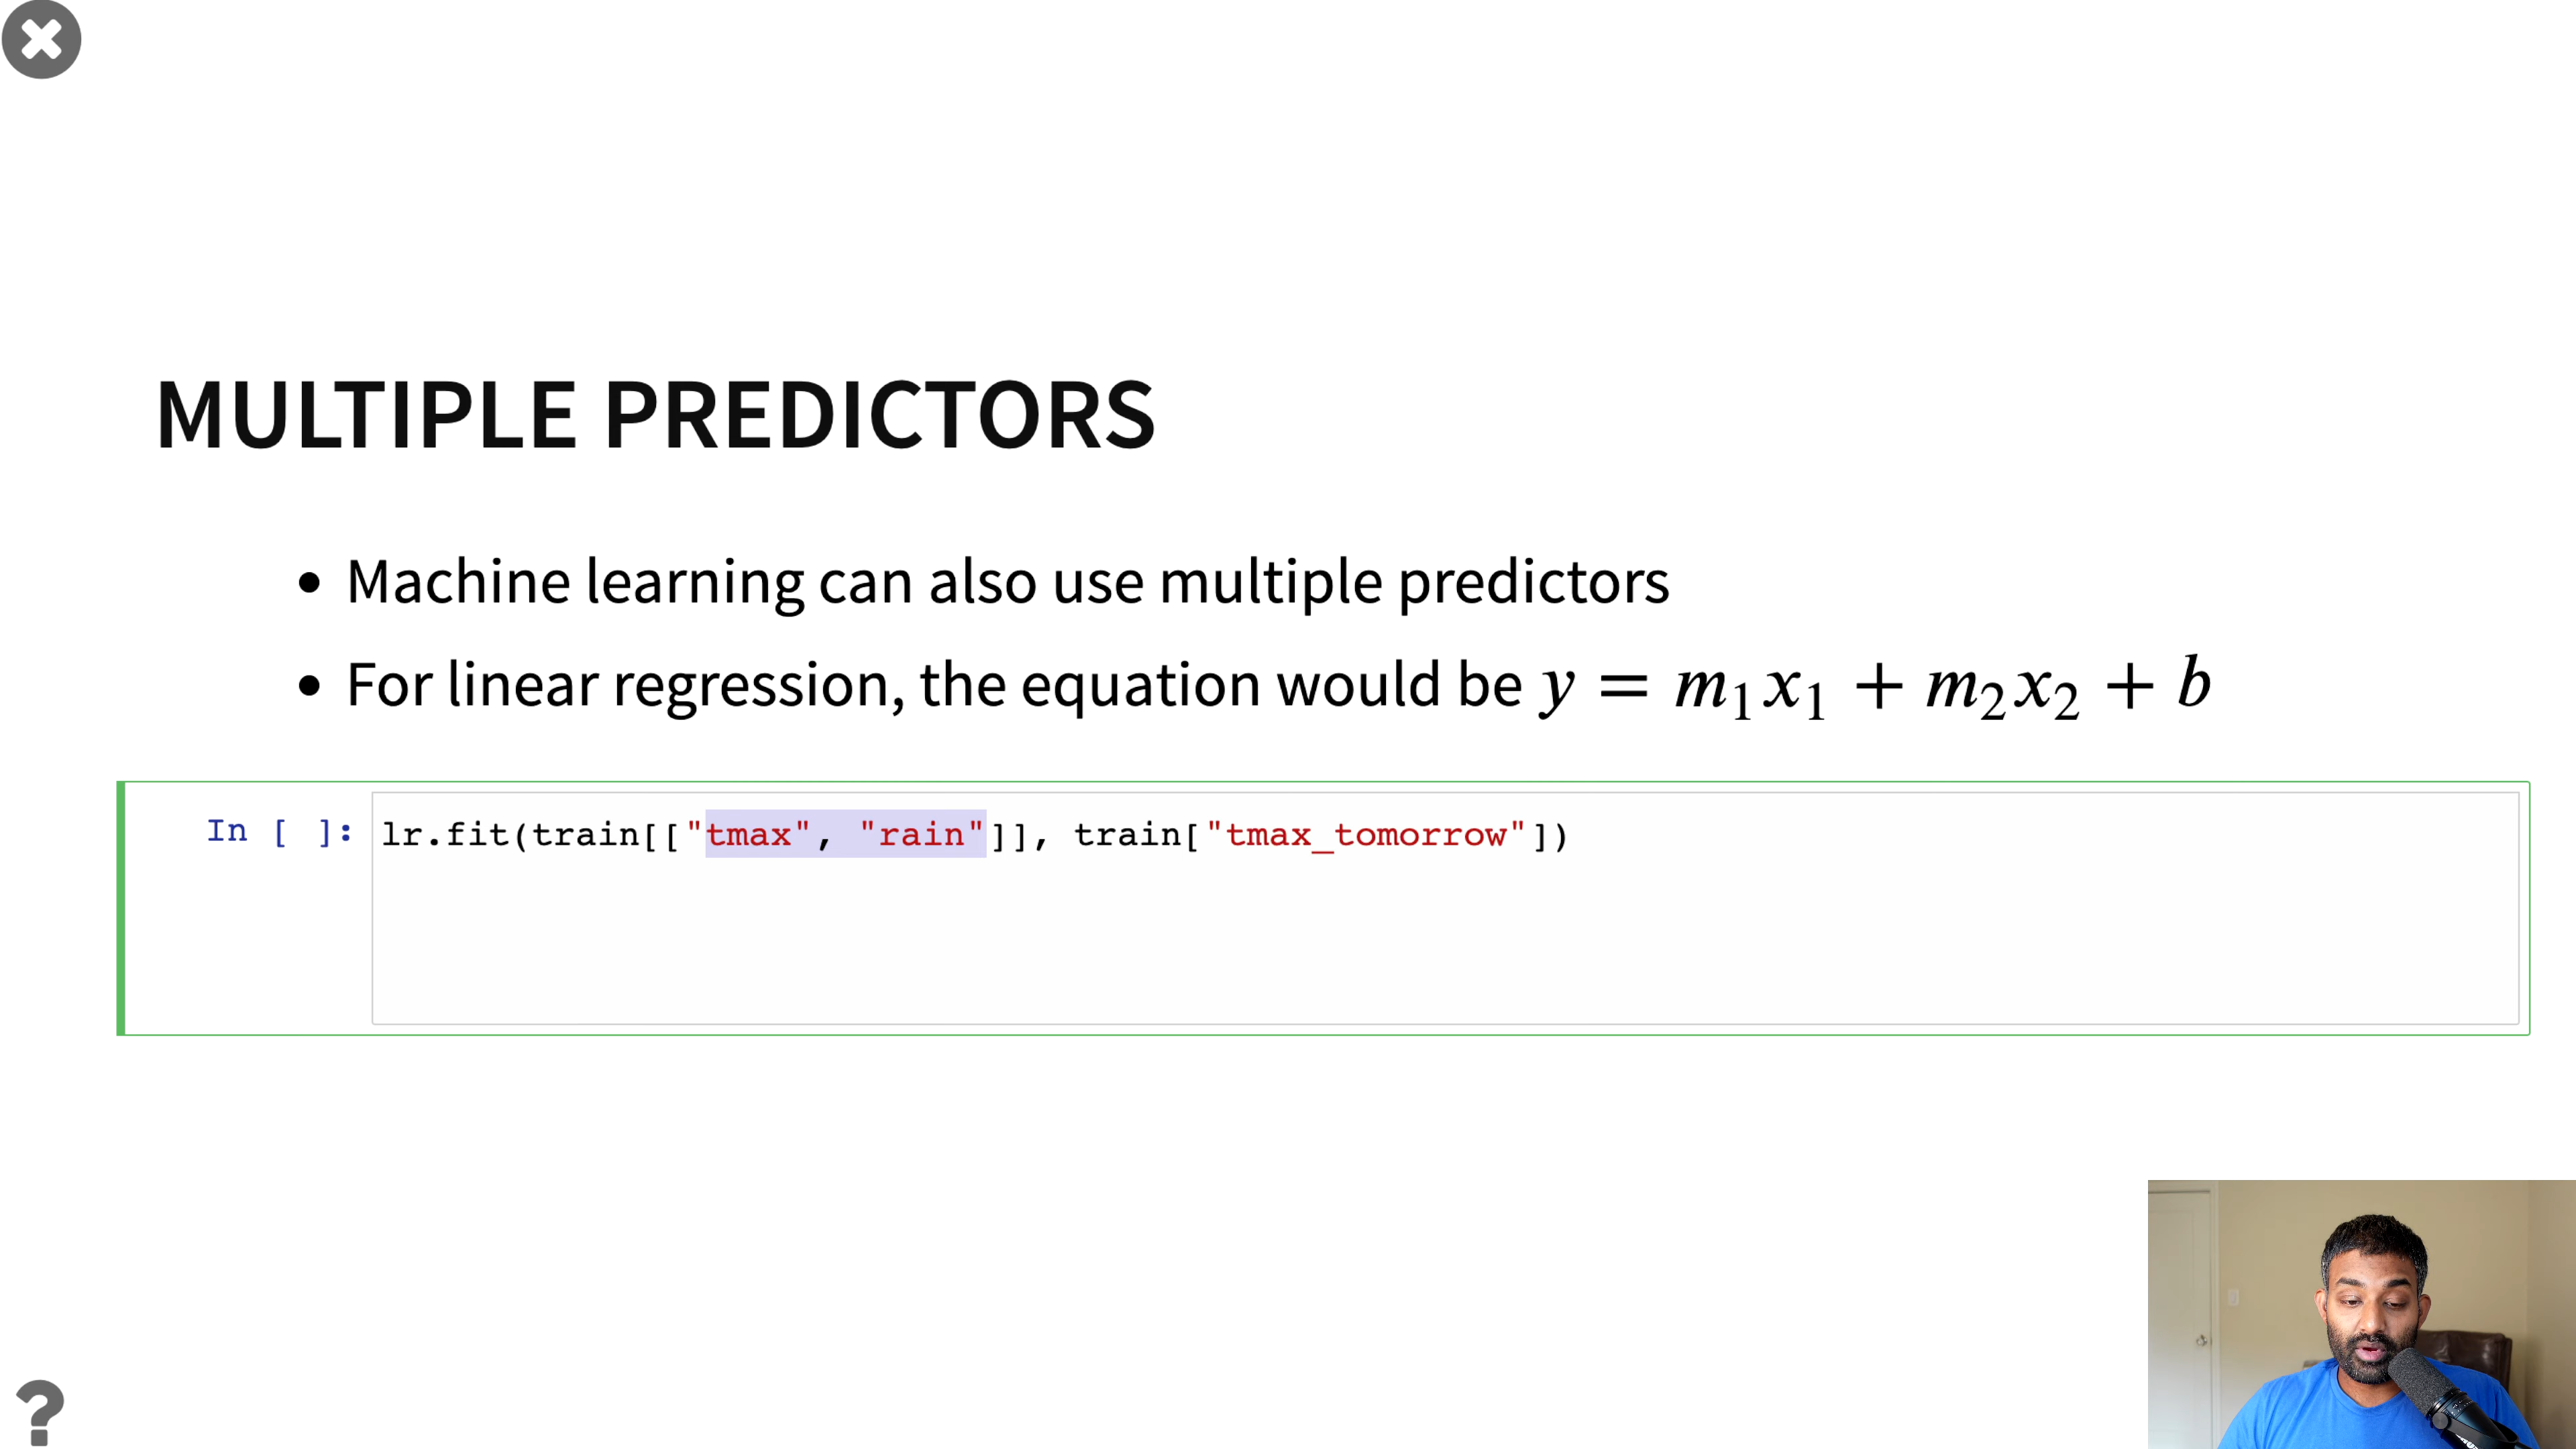 MULTIPLE PREDICTORS
• Machine learning can also use multiple predictors
• For linear regression, the equation would be y = m₁x₁ + m₂x₂ + b
In [ ]: lr.fit(train[["tmax", "rain"]], train["tmax_tomorrow"])
?